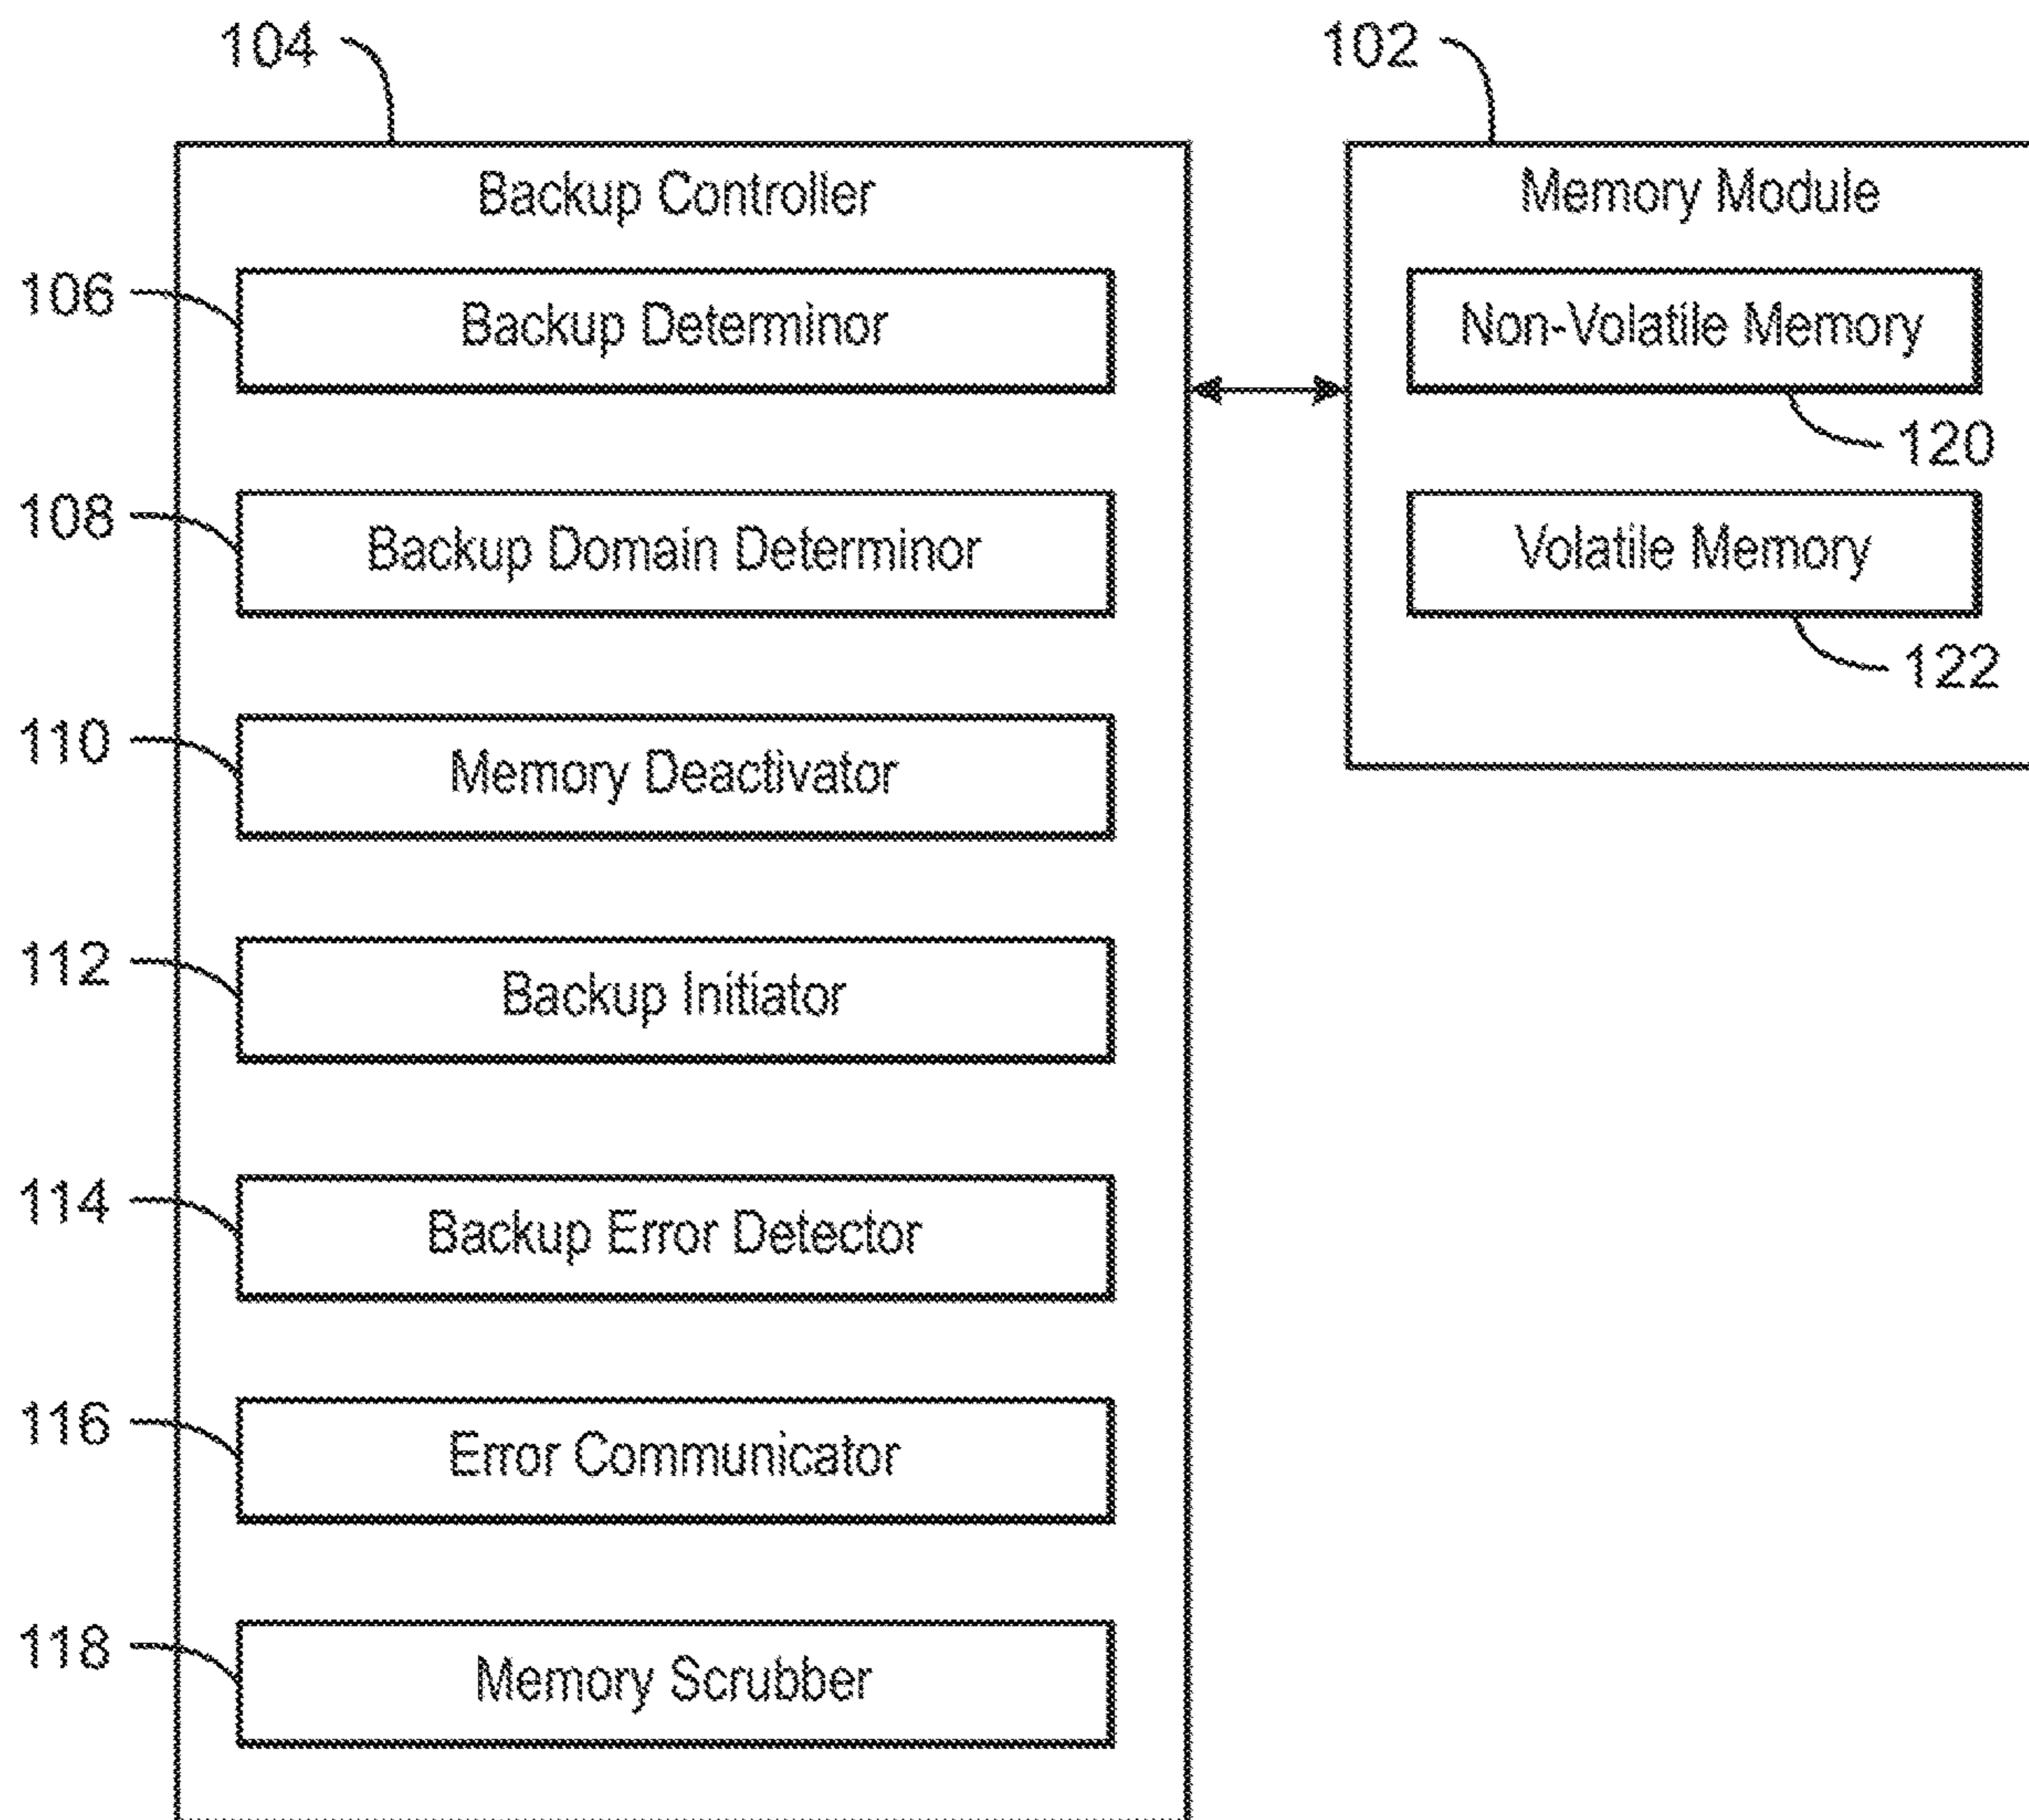 104
102
Backup Controller
Memory Module
106
Backup Determinor
Non-Volatile Memory
120
108
Backup Domain Determinor
Volatile Memory
122
110
Memory Deactivator
112
Backup Initiator
114
Backup Error Detector
116
Error Communicator
118
Memory Scrubber